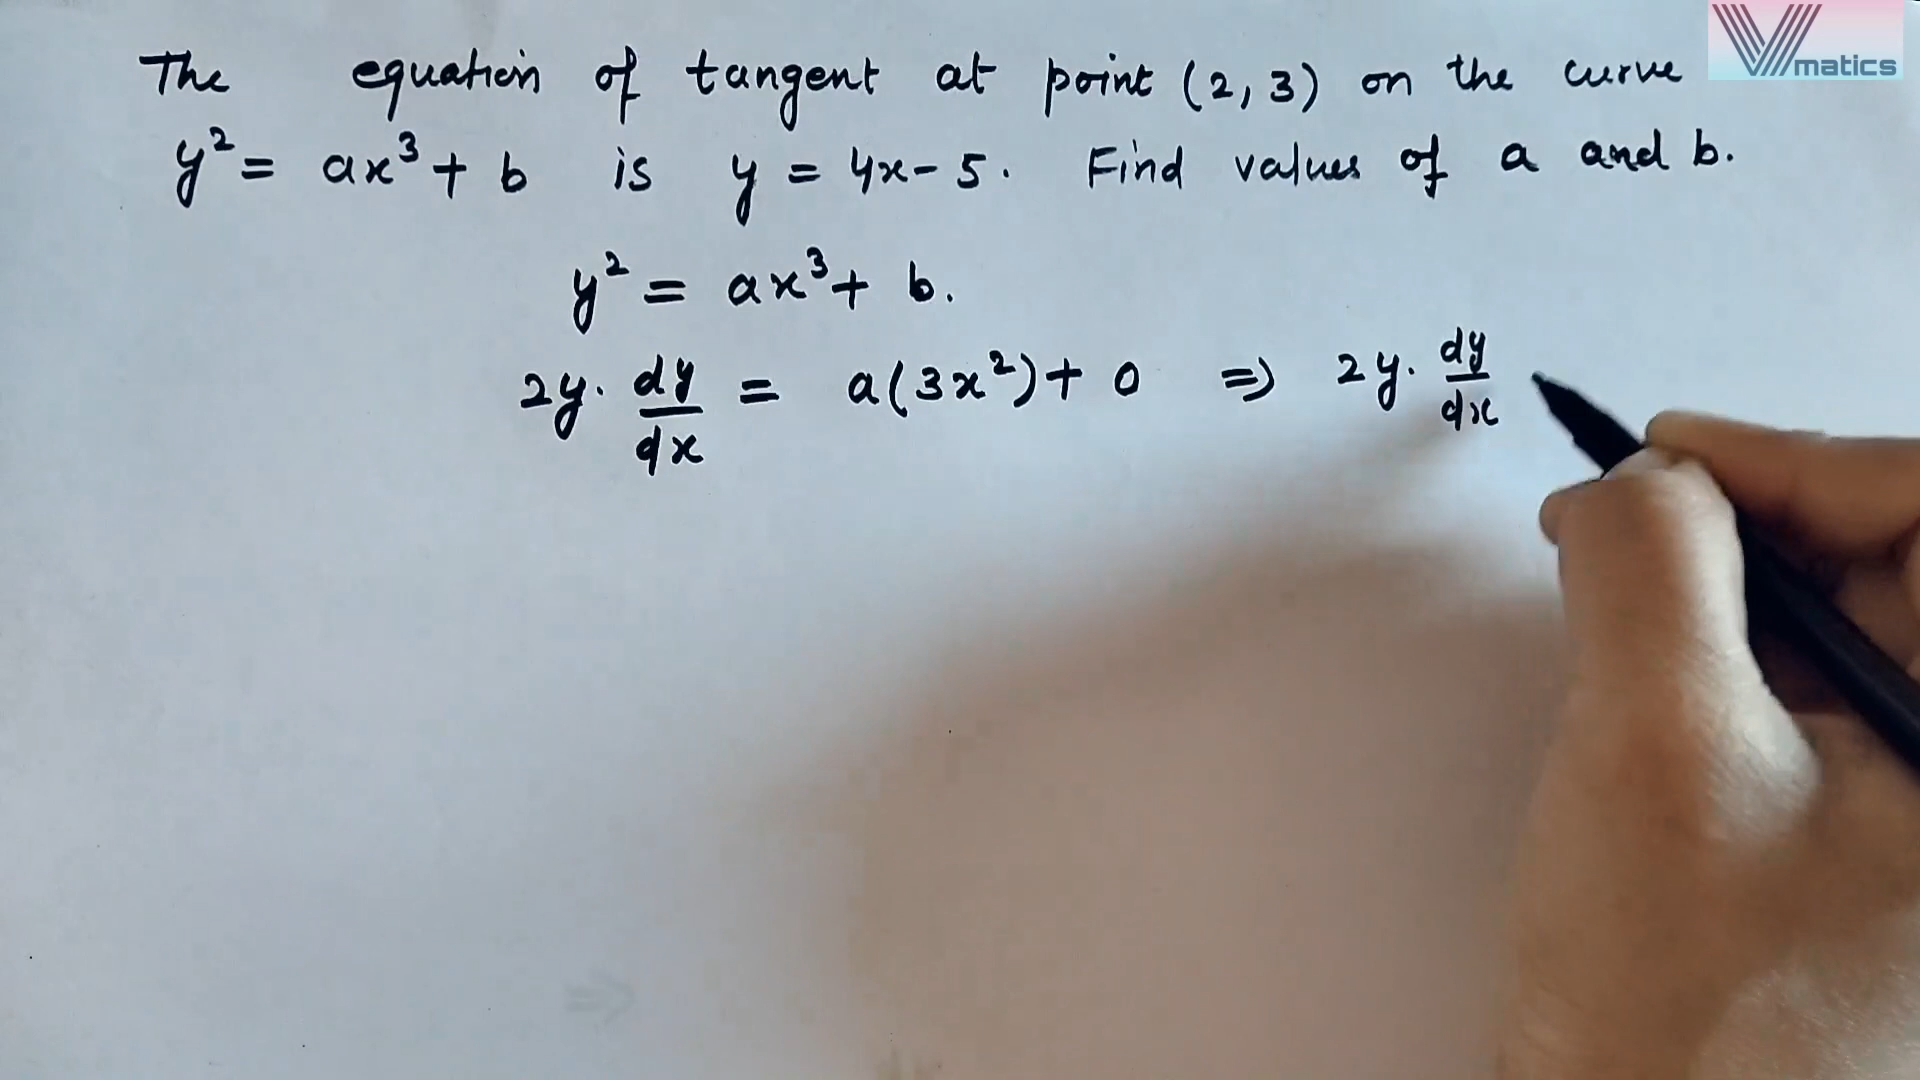 The equation of tangent at point (2, 3) on the curve
y² = ax³ + b is y = 4x - 5. Find values of a and b.
y² = ax³ + b.
2y. dy/dx = a(3x²) + 0 ⇒ 2y. dy/dx
⇒
Vmatics